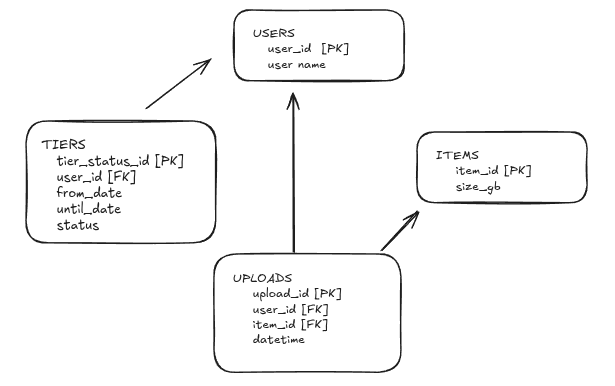 USERS
user_id [PK]
user name
TIERS
tier_status_id [PK]
user_id [FK]
from_date
until_date
status
ITEMS
item_id [PK]
size_gb
UPLOADS
upload_id [PK]
user_id [FK]
item_id [FK]
datetime